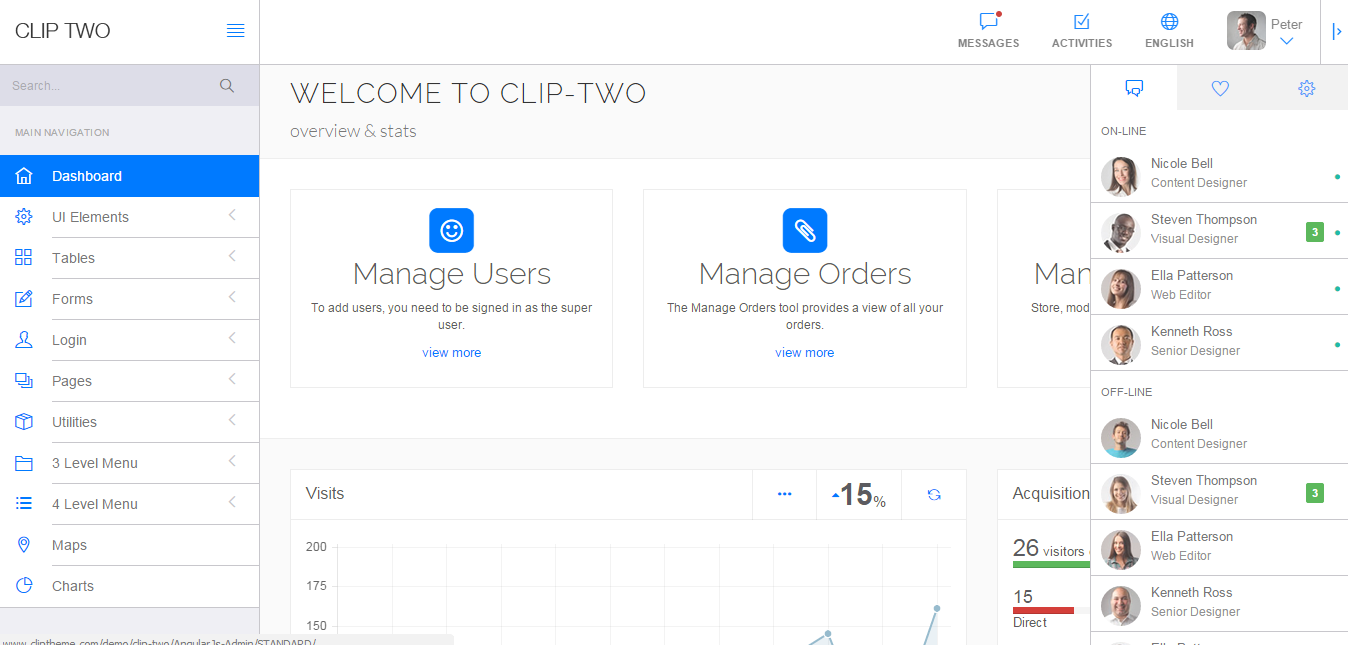 CLIP TWO
MESSAGES
ACTIVITIES
ENGLISH
Peter
Search...
MAIN NAVIGATION
Dashboard
UI Elements
Tables
Forms
Login
Pages
Utilities
3 Level Menu
4 Level Menu
Maps
Charts
www.cliptheme.com/demo/clip-two/AngularJs-Admin/STANDARD/
WELCOME TO CLIP-TWO
overview & stats
Manage Users
To add users, you need to be signed in as the super
user.
view more
Manage Orders
The Manage Orders tool provides a view of all your
orders.
view more
Man
Store, mod
Visits
15%
200
175
150
Acquisition
26 visitors
15
Direct
ON-LINE
Nicole Bell
Content Designer
Steven Thompson
Visual Designer
3
Ella Patterson
Web Editor
Kenneth Ross
Senior Designer
OFF-LINE
Nicole Bell
Content Designer
Steven Thompson
Visual Designer
3
Ella Patterson
Web Editor
Kenneth Ross
Senior Designer
Ella Patterson